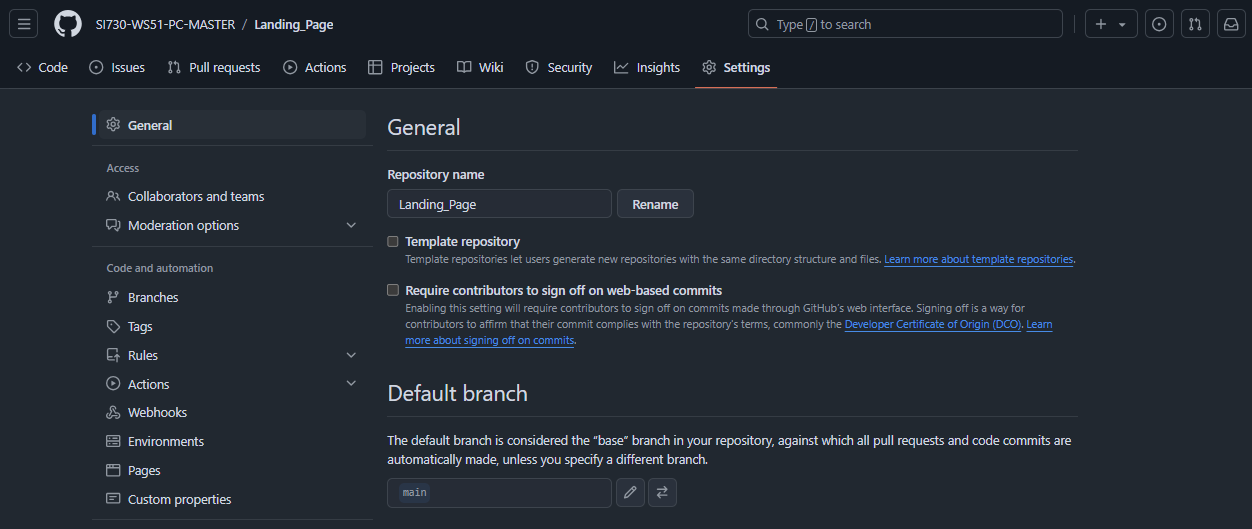 SI730-WS51-PC-MASTER / Landing_Page
Type / to search
Code
Issues
Pull requests
Actions
Projects
Wiki
Security
Insights
Settings
General
Access
Collaborators and teams
Moderation options
Code and automation
Branches
Tags
Rules
Actions
Webhooks
Environments
Pages
Custom properties
General
Repository name
Landing_Page
Rename
Template repository
Template repositories let users generate new repositories with the same directory structure and files. Learn more about template repositories.
Require contributors to sign off on web-based commits
Enabling this setting will require contributors to sign off on commits made through GitHub's web interface. Signing off is a way for
contributors to affirm that their commit complies with the repository's terms, commonly the Developer Certificate of Origin (DCO). Learn
more about signing off on commits.
Default branch
The default branch is considered the “base” branch in your repository, against which all pull requests and code commits are
automatically made, unless you specify a different branch.
main